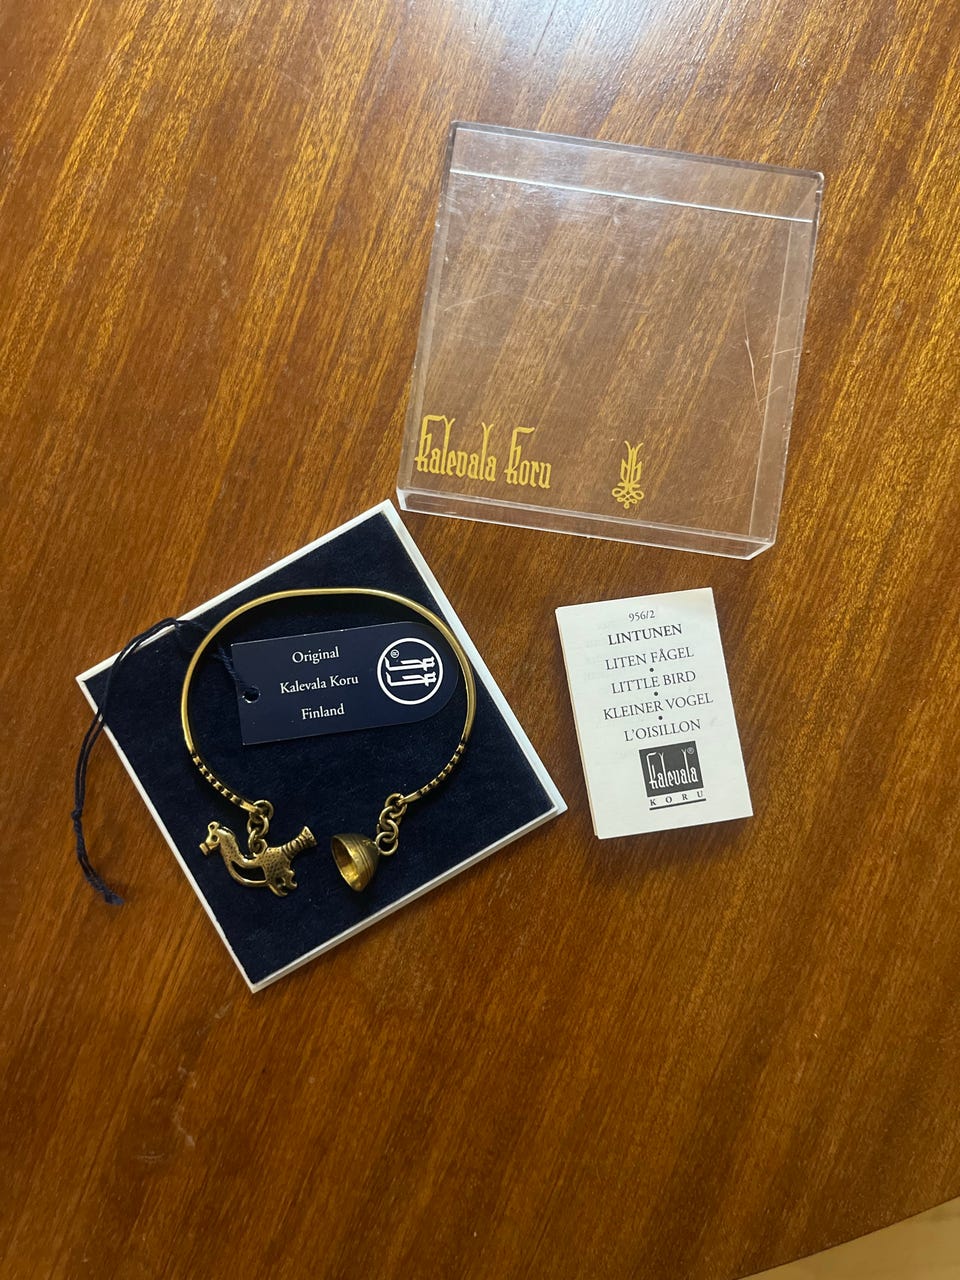 Kalevala Koru
Original
Kalevala Koru
Finland
®
956/2
LINTUNEN
LITEN FÅGEL
•
LITTLE BIRD
•
KLEINER VOGEL
•
L'OISILLON
Kalevala®
KORU